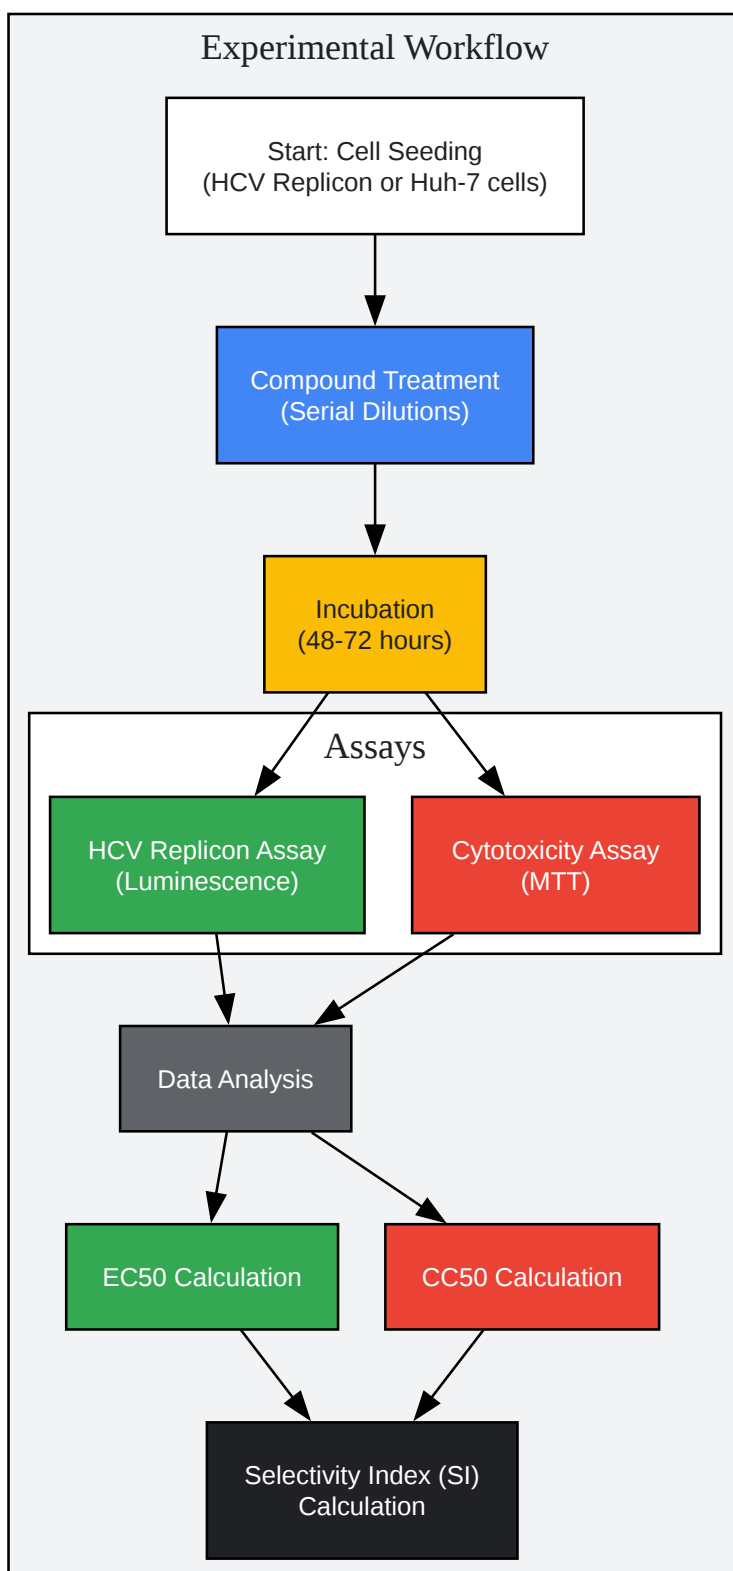 Experimental Workflow
Start: Cell Seeding
(HCV Replicon or Huh-7 cells)
Compound Treatment
(Serial Dilutions)
Incubation
(48-72 hours)
Assays
HCV Replicon Assay
(Luminescence)
Cytotoxicity Assay
(MTT)
Data Analysis
EC50 Calculation
CC50 Calculation
Selectivity Index (SI)
Calculation